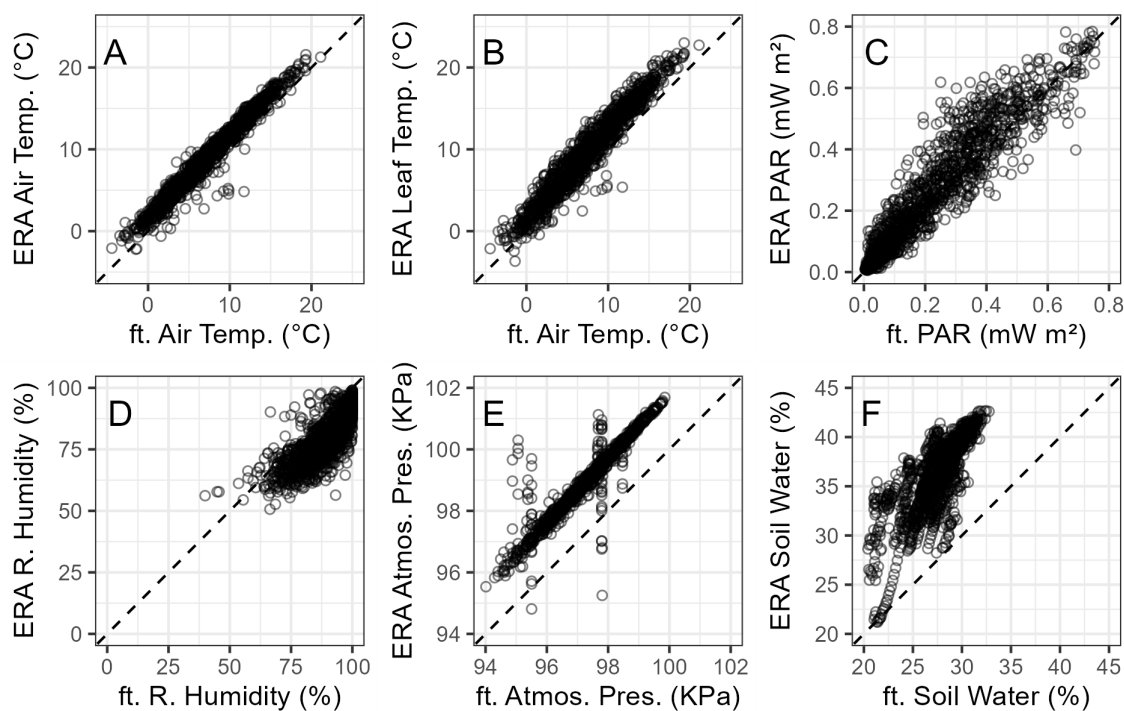 A
ERA Air Temp. (°C)
20
10
0
0 10 20
ft. Air Temp. (°C)
B
ERA Leaf Temp. (°C)
20
10
0
0 10 20
ft. Air Temp. (°C)
C
ERA PAR (mW m²)
0.8
0.6
0.4
0.2
0.0
0.0 0.2 0.4 0.6 0.8
ft. PAR (mW m²)
D
ERA R. Humidity (%)
100
75
50
25
0
0 25 50 75 100
ft. R. Humidity (%)
E
ERA Atmos. Pres. (KPa)
102
100
98
96
94
94 96 98 100 102
ft. Atmos. Pres. (KPa)
F
ERA Soil Water (%)
45
40
35
30
25
20
20 25 30 35 40 45
ft. Soil Water (%)